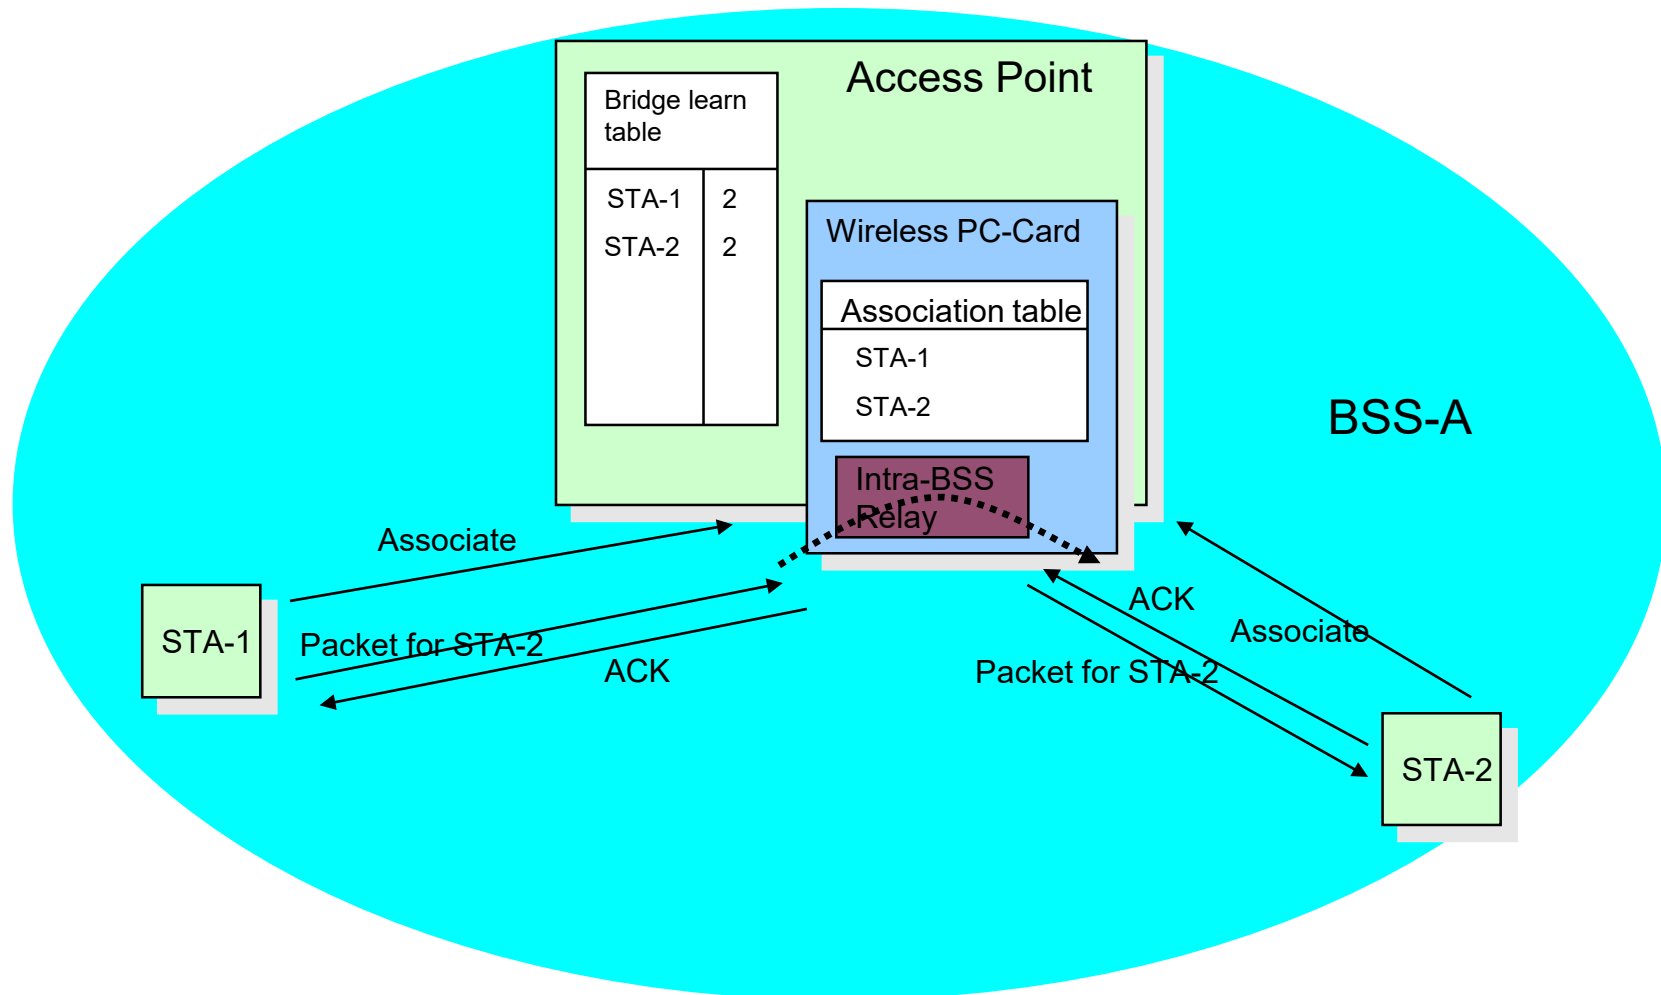 Access Point
Bridge learn
table
STA-1 2
STA-2 2
Wireless PC-Card
Association table
STA-1
STA-2
BSS-A
Intra-BSS
Relay
Associate
ACK
Associate
STA-1
Packet for STA-2
ACK
Packet for STA-2
STA-2